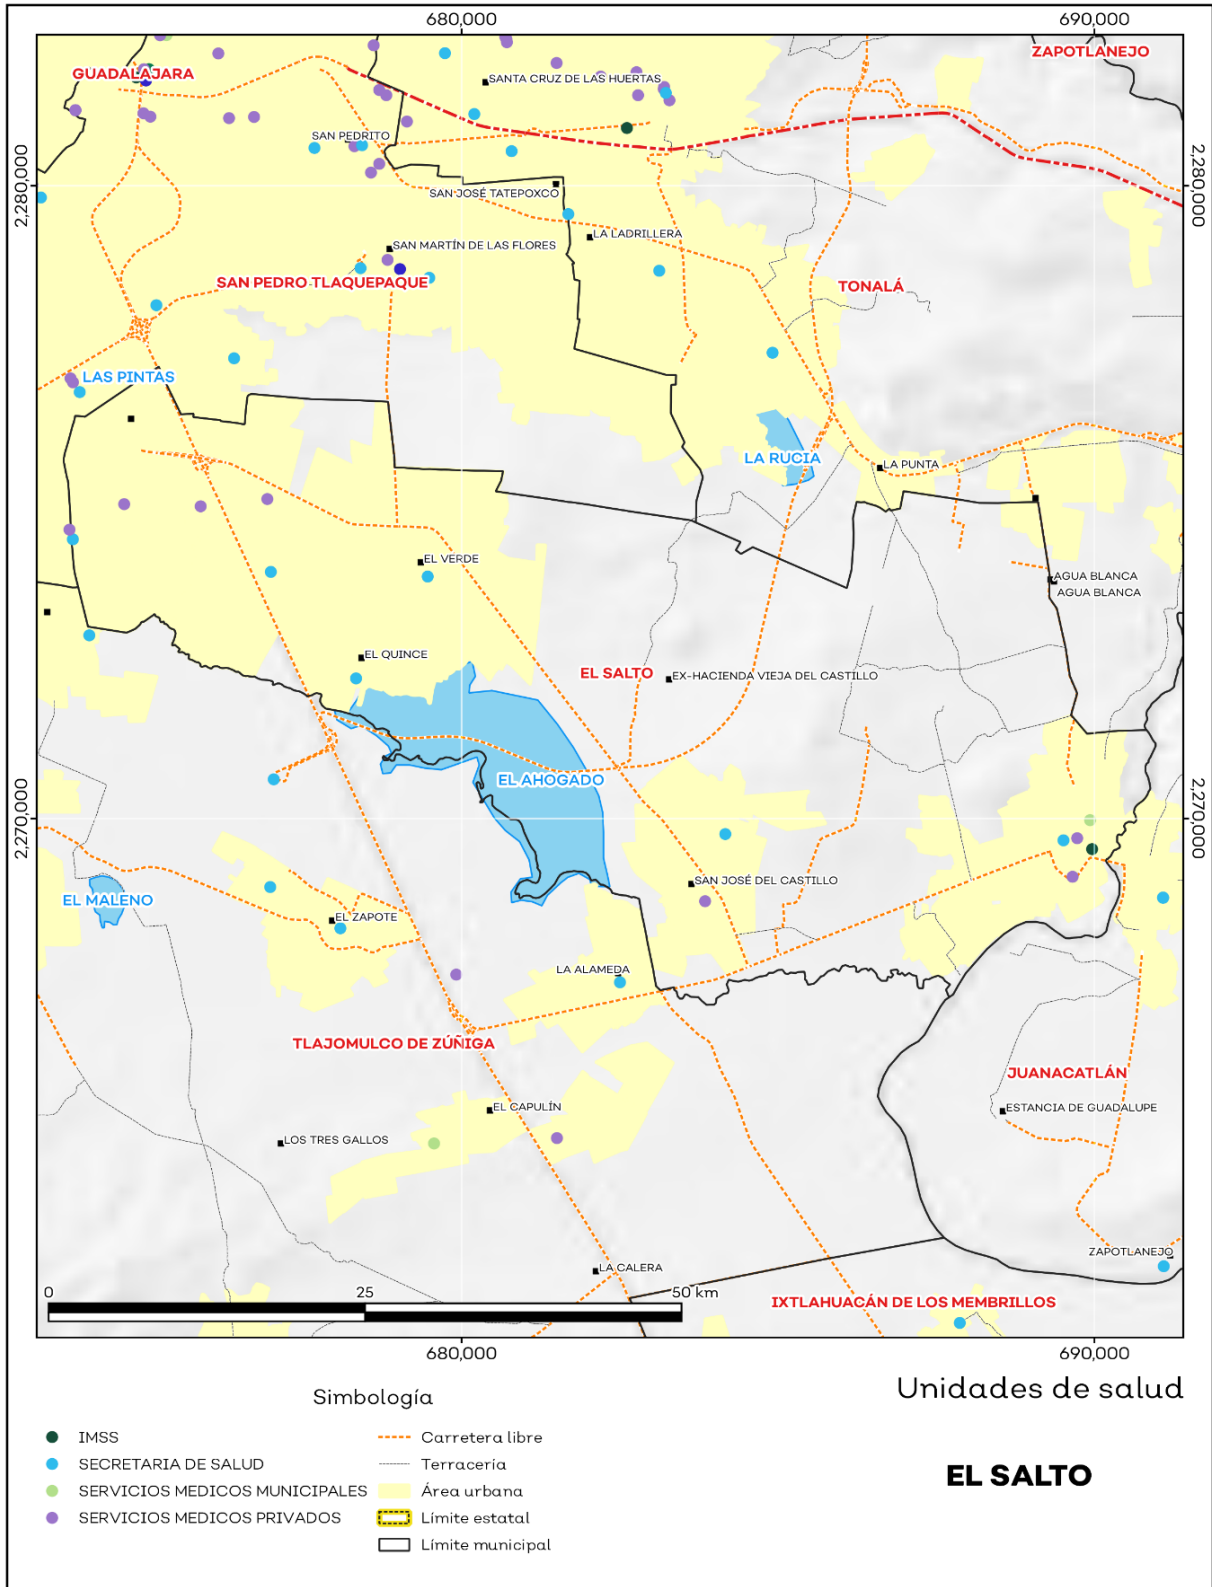 680,000
690,000
ZAPOTLANEJO
GUADALAJARA
SANTA CRUZ DE LAS HUERTAS
SAN PEDRITO
2,280,000
2,280,000
SAN JOSÉ TATEPOXCO
LA LADRILLERA
SAN MARTÍN DE LAS FLORES
SAN PEDRO TLAQUEPAQUE
TONALÁ
LAS PINTAS
LA RUCIA
LA PUNTA
EL VERDE
AGUA BLANCA
AGUA BLANCA
EL QUINCE
EL SALTO
EX-HACIENDA VIEJA DEL CASTILLO
EL AHOGADO
2,270,000
2,270,000
SAN JOSÉ DEL CASTILLO
EL MALENO
EL ZAPOTE
LA ALAMEDA
TLAJOMULCO DE ZÚÑIGA
JUANACATLÁN
EL CAPULÍN
ESTANCIA DE GUADALUPE
LOS TRES GALLOS
ZAPOTLANEJO
LA CALERA
0 25 50 km
IXTLAHUACÁN DE LOS MEMBRILLOS
680,000
690,000
Simbología
IMSS
SECRETARIA DE SALUD
SERVICIOS MEDICOS MUNICIPALES
SERVICIOS MEDICOS PRIVADOS
Carretera libre
Terracería
Área urbana
Límite estatal
Límite municipal
Unidades de salud
EL SALTO